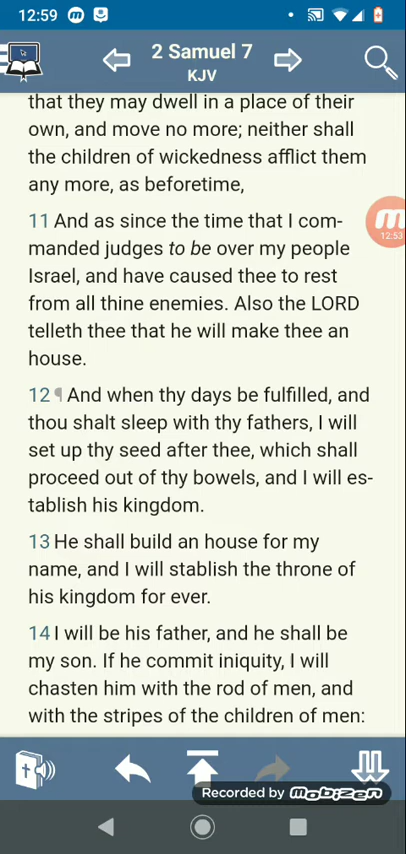 12:59
2 Samuel 7
KJV
that they may dwell in a place of their
own, and move no more; neither shall
the children of wickedness afflict them
any more, as beforetime,
11 And as since the time that I com-
manded judges to be over my people
Israel, and have caused thee to rest
from all thine enemies. Also the LORD
telleth thee that he will make thee an
house.
12 ¶ And when thy days be fulfilled, and
thou shalt sleep with thy fathers, I will
set up thy seed after thee, which shall
proceed out of thy bowels, and I will es-
tablish his kingdom.
13 He shall build an house for my
name, and I will stablish the throne of
his kingdom for ever.
14 I will be his father, and he shall be
my son. If he commit iniquity, I will
chasten him with the rod of men, and
with the stripes of the children of men:
m
12:53
Recorded by mobizen